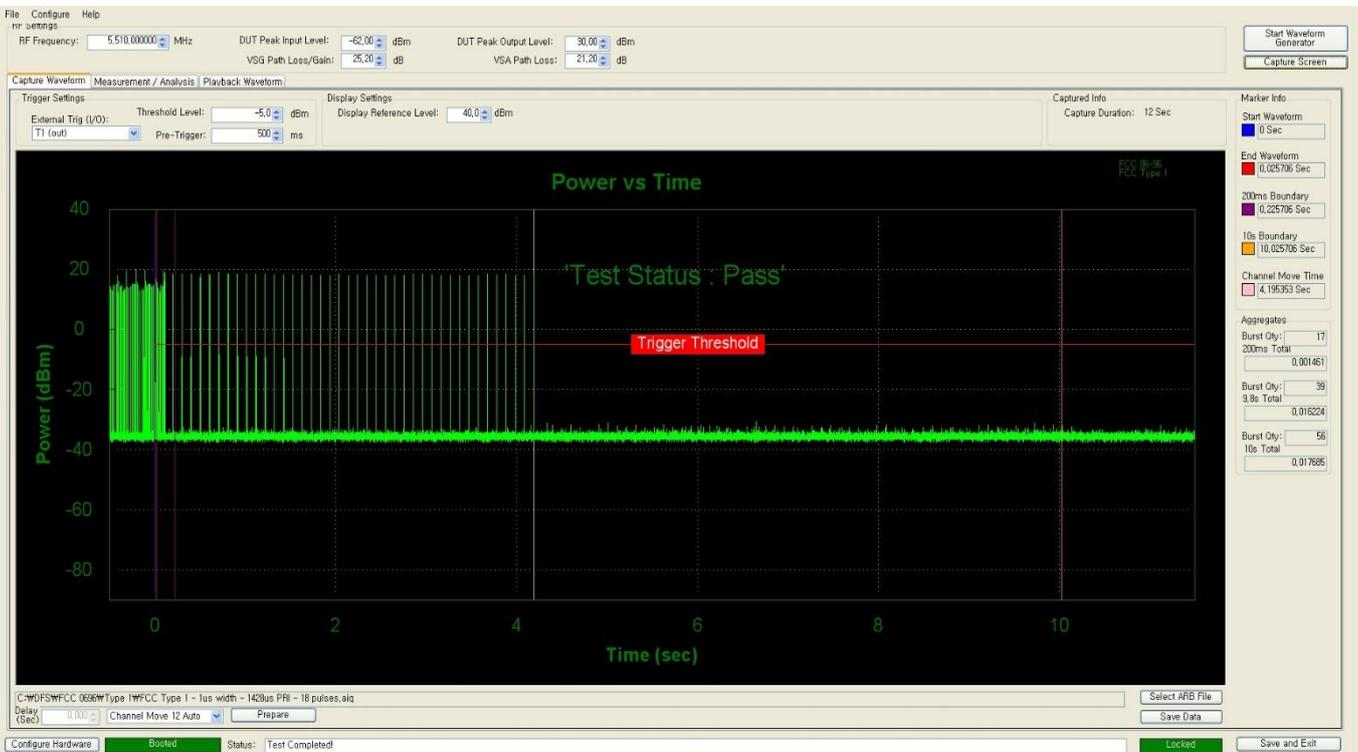 File Configure Help
RF Settings
RF Frequency: 5,510,000000 MHz DUT Peak Input Level: -62,00 dBm DUT Peak Output Level: 30,00 dBm
VSG Path Loss/Gain: 25,20 dB VSA Path Loss: 21,20 dB
Start Waveform
Generator
Capture Screen
Capture Waveform Measurement / Analysis Playback Waveform
Trigger Settings
External Trig (I/O):
T1 (out)
Threshold Level: -5,0 dBm
Pre-Trigger: 500 ms
Display Settings
Display Reference Level: 40,0 dBm
Captured Info
Capture Duration: 12 Sec
Marker Info
Start Waveform
0 Sec
End Waveform
0,025706 Sec
200ms Boundary
0,225706 Sec
10s Boundary
10,025706 Sec
Channel Move Time
4,195353 Sec
Aggregates
Burst Qty: 17
200ms Total
0,001461
Burst Qty: 39
9,8s Total
0,016224
Burst Qty: 56
10s Total
0,017685
FCC 06-96
FCC Type 1
Power vs Time
'Test Status : Pass'
Trigger Threshold
Power (dBm)
40
20
0
-20
-40
-60
-80
0 2 4 6 8 10
Time (sec)
C:₩DFS₩FCC 0696₩Type 1₩FCC Type 1 - 1us width - 1428us PRI - 18 pulses,aiq
Select ARB File
Delay
(Sec) 0,000 Channel Move 12 Auto Prepare
Save Data
Configure Hardware Booted Status: Test Completed! Locked Save and Exit